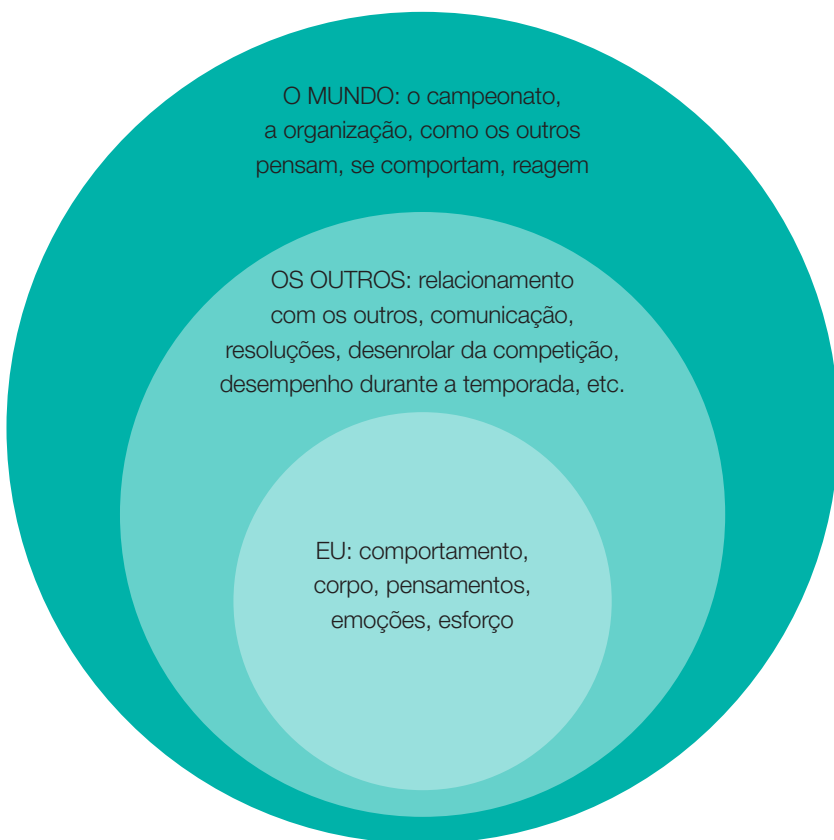 O MUNDO: o campeonato,
a organização, como os outros
pensam, se comportam, reagem
OS OUTROS: relacionamento
com os outros, comunicação,
resoluções, desenrolar da competição,
desempenho durante a temporada, etc.
EU: comportamento,
corpo, pensamentos,
emoções, esforço